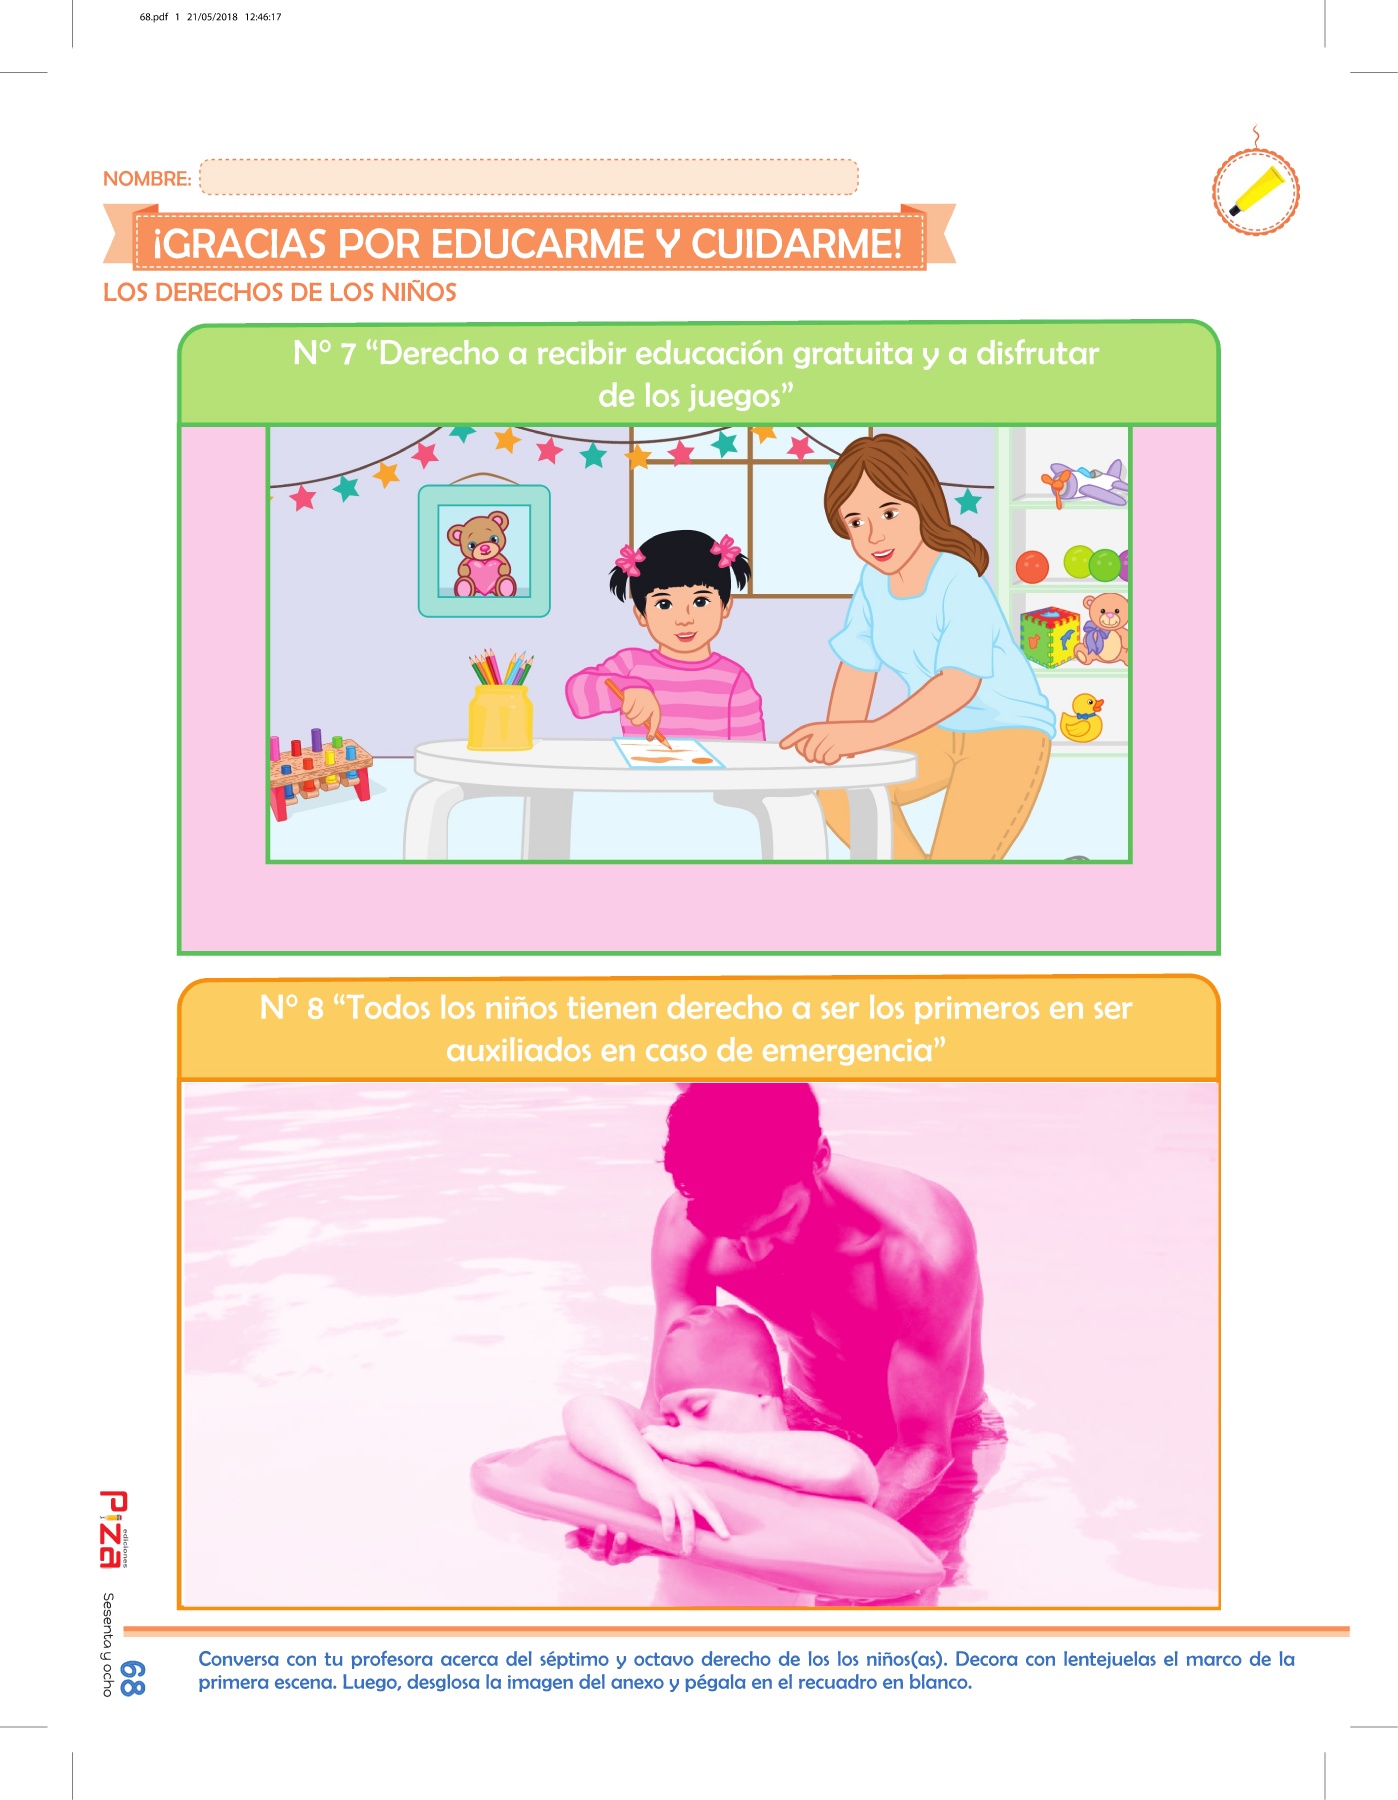 68.pdf 1 21/05/2018 12:46:17
NOMBRE:
¡GRACIAS POR EDUCARME Y CUIDARME!
LOS DERECHOS DE LOS NIÑOS
Nº 7 “Derecho a recibir educación gratuita y a disfrutar
de los juegos”
Nº 8 “Todos los niños tienen derecho a ser los primeros en ser
auxiliados en caso de emergencia”
Piza
ediciones
Sesenta y ocho
68
Conversa con tu profesora acerca del séptimo y octavo derecho de los los niños(as). Decora con lentejuelas el marco de la
primera escena. Luego, desglosa la imagen del anexo y pégala en el recuadro en blanco.